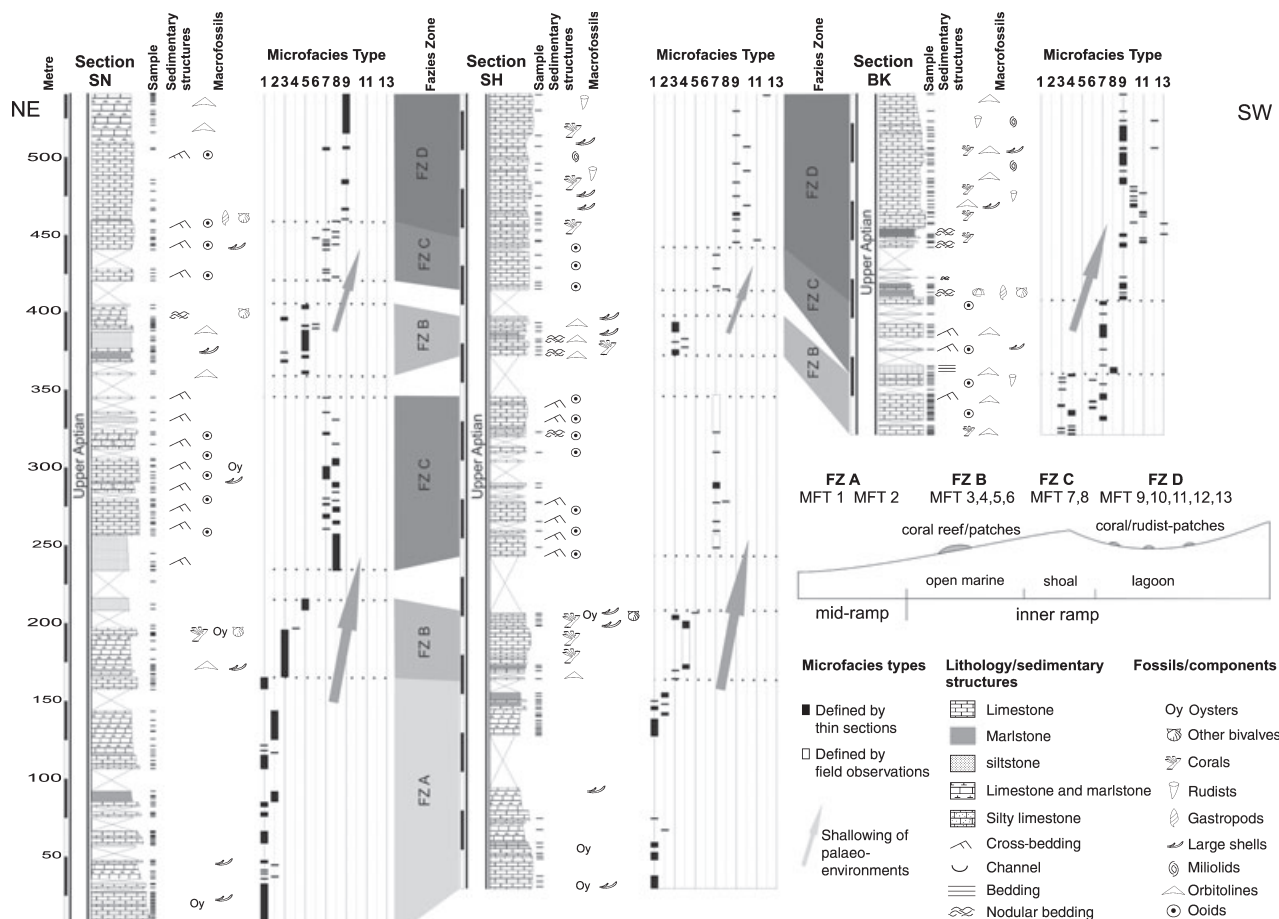 NE
Metre
Section
SN
Sample
Sedimentary
structures
Macrofossils
Microfacies Type
1 2 3 4 5 6 7 8 9 11 13
Fazies Zone
Section
SH
Sample
Sedimentary
structures
Macrofossils
Microfacies Type
1 2 3 4 5 6 7 8 9 11 13
Fazies Zone
Section
BK
Sample
Sedimentary
structures
Macrofossils
Microfacies Type
1 2 3 4 5 6 7 8 9 11 13
SW
500
450
400
350
300
250
200
150
100
50
Upper Aptian
Oy
Oy
Oy
FZ D
FZ C
FZ B
FZ C
FZ B
FZ A
Upper Aptian
Oy
Oy
Oy
FZ D
FZ C
FZ B
Upper Aptian
FZ A FZ B FZ C FZ D
MFT 1 MFT 2 MFT 3,4,5,6 MFT 7,8 MFT 9,10,11,12,13
coral reef/patches coral/rudist-patches
open marine shoal lagoon
mid-ramp inner ramp
Microfacies types
Defined by
thin sections
Defined by
field observations
Shallowing of
palaeo-
environments
Lithology/sedimentary
structures
Limestone
Marlstone
siltstone
Limestone and marlstone
Silty limestone
Cross-bedding
Channel
Bedding
Nodular bedding
Fossils/components
Oy Oysters
Other bivalves
Corals
Rudists
Gastropods
Large shells
Miliolids
Orbitolines
Ooids